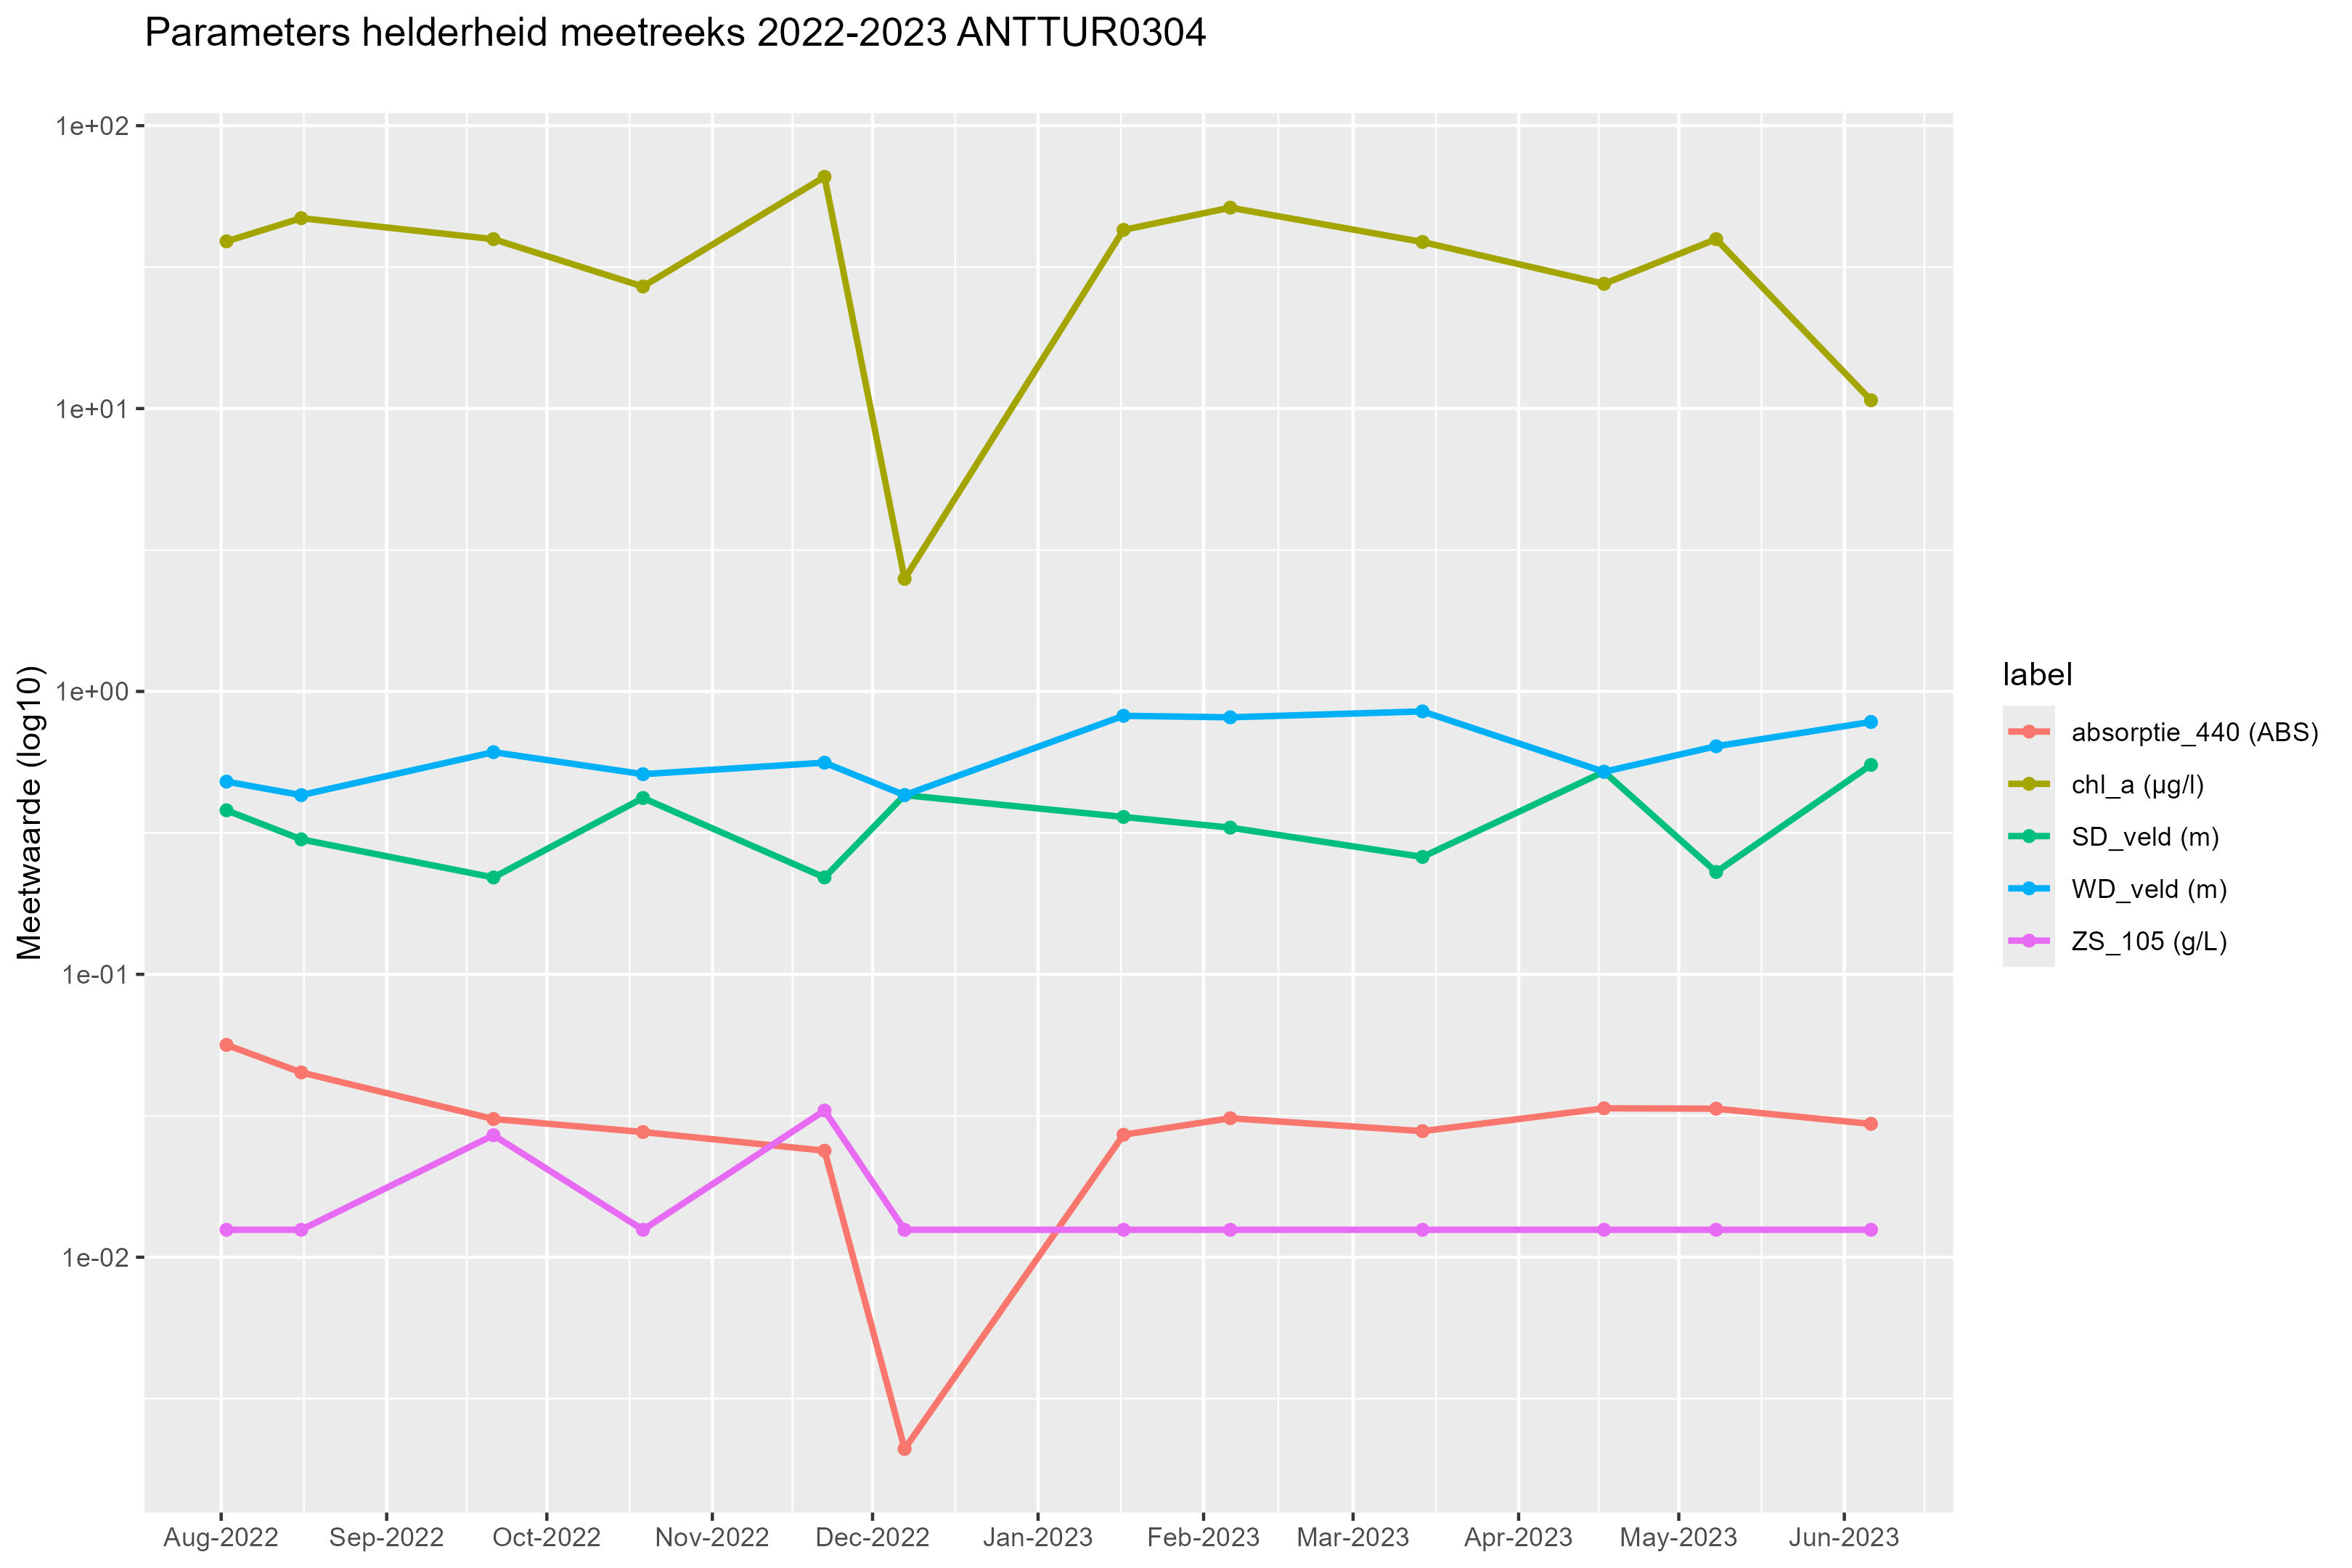 Parameters helderheid meetreeks 2022-2023 ANTTUR0304
Meetwaarde (log10)
1e+02
1e+01
1e+00
1e-01
1e-02
Aug-2022 Sep-2022 Oct-2022 Nov-2022 Dec-2022 Jan-2023 Feb-2023 Mar-2023 Apr-2023 May-2023 Jun-2023
label
absorptie_440 (ABS)
chl_a (µg/l)
SD_veld (m)
WD_veld (m)
ZS_105 (g/L)